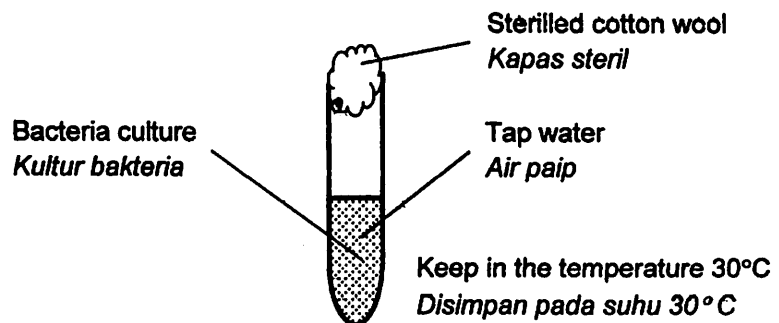 Sterilled cotton wool
Kapas steril
Bacteria culture
Kultur bakteria
Tap water
Air paip
Keep in the temperature 30°C
Disimpan pada suhu 30° C